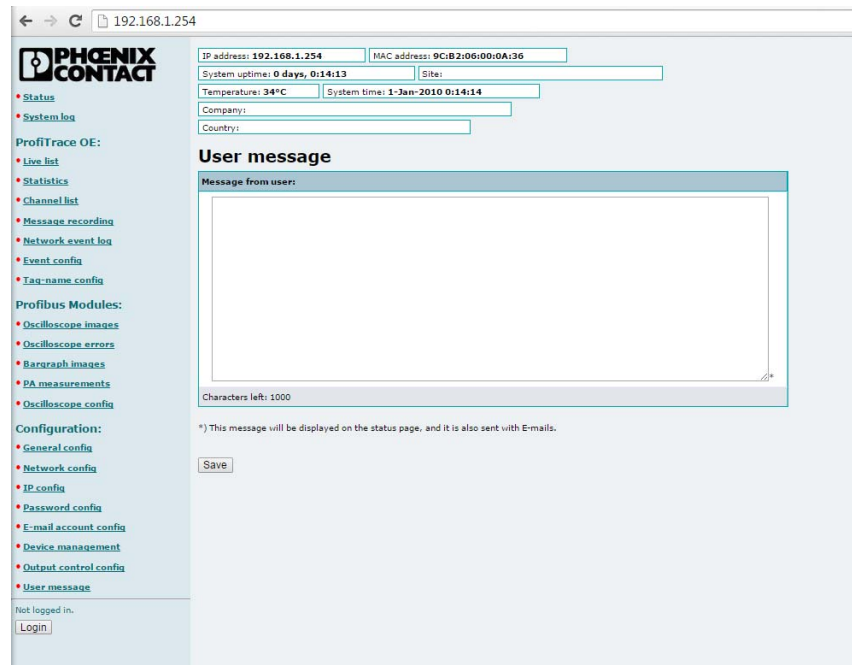 192.168.1.254
PHŒNIX
CONTACT
Status
System log
ProfiTrace OE:
Live list
Statistics
Channel list
Message recording
Network event log
Event config
Tag-name config
Profibus Modules:
Oscilloscope images
Oscilloscope errors
Bargraph images
PA measurements
Oscilloscope config
Configuration:
General config
Network config
IP config
Password config
E-mail account config
Device management
Output control config
User message
Not logged in.
Login
IP address: 192.168.1.254 MAC address: 9C:B2:06:00:0A:36
System uptime: 0 days, 0:14:13 Site:
Temperature: 34°C System time: 1-Jan-2010 0:14:14
Company:
Country:
User message
Message from user:
*
Characters left: 1000
*) This message will be displayed on the status page, and it is also sent with E-mails.
Save